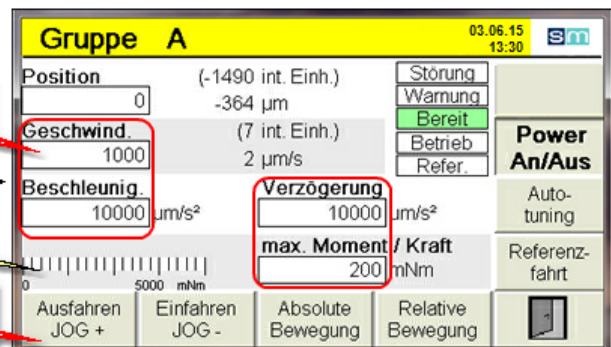 Gruppe A
03.06.15
13:30
sm
Position
(-1490 int. Einh.)
0
-364 µm
Störung
Warnung
Bereit
Betrieb
Refer.
Geschwind.
(7 int. Einh.)
1000
2 µm/s
Power
An/Aus
Beschleunig.
10000 µm/s²
Verzögerung
10000 µm/s²
Auto-
tuning
max. Moment / Kraft
200 mNm
0 5000 mNm
Referenz-
fahrt
Ausfahren
JOG +
Einfahren
JOG -
Absolute
Bewegung
Relative
Bewegung